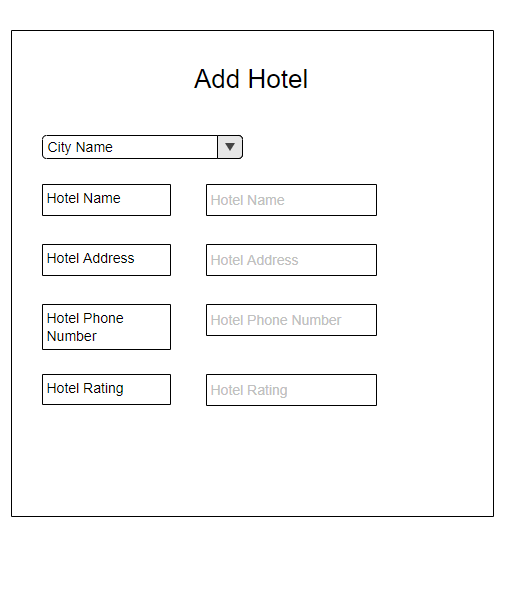 Add Hotel
City Name
Hotel Name
Hotel Name
Hotel Address
Hotel Address
Hotel Phone
Number
Hotel Phone Number
Hotel Rating
Hotel Rating